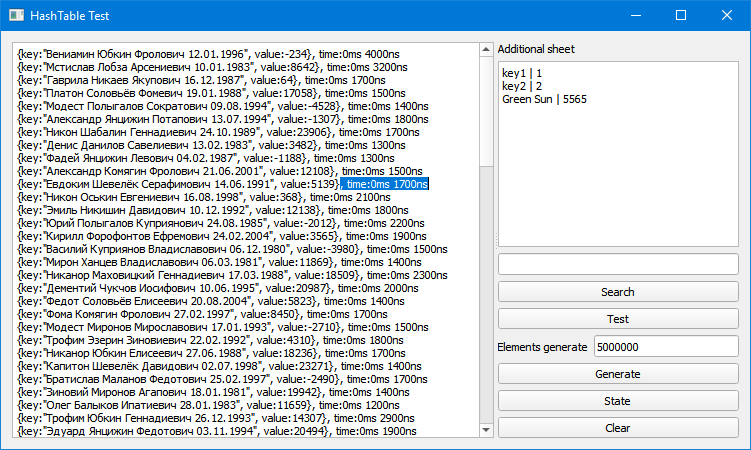 HashTable Test
{key:"Вениамин Юбкин Фролович 12.01.1996", value:-234}, time:0ms 4000ns
{key:"Мстислав Лобза Арсениевич 10.01.1983", value:8642}, time:0ms 3200ns
{key:"Гаврила Никаев Якупович 16.12.1987", value:64}, time:0ms 1700ns
{key:"Платон Соловьёв Фомевич 19.01.1988", value:17058}, time:0ms 1500ns
{key:"Модест Полыгалов Сократович 09.08.1994", value:-4528}, time:0ms 1400ns
{key:"Александр Янцижин Потапович 13.07.1994", value:-1307}, time:0ms 1800ns
{key:"Никон Шабалин Геннадиевич 24.10.1989", value:23906}, time:0ms 1700ns
{key:"Денис Данилов Савелиевич 13.02.1983", value:3482}, time:0ms 1300ns
{key:"Фадей Янцижин Левович 04.02.1987", value:-1188}, time:0ms 1300ns
{key:"Александр Комягин Фролович 21.06.2001", value:12108}, time:0ms 1500ns
{key:"Евдоким Шевелёк Серафимович 14.06.1991", value:5139}, time:0ms 1700ns
{key:"Никон Оськин Евгениевич 16.08.1998", value:368}, time:0ms 2100ns
{key:"Эмиль Никишин Давидович 10.12.1992", value:12138}, time:0ms 1800ns
{key:"Юрий Полыгалов Куприянович 24.08.1985", value:-2012}, time:0ms 2200ns
{key:"Кирилл Форофонтов Ефремович 24.02.2004", value:3565}, time:0ms 1900ns
{key:"Василий Куприянов Владиславович 06.12.1980", value:-3980}, time:0ms 1500ns
{key:"Мирон Ханцев Владиславович 06.03.1981", value:11869}, time:0ms 1400ns
{key:"Никанор Маховицкий Геннадиевич 17.03.1988", value:18509}, time:0ms 2300ns
{key:"Дементий Чукчов Иосифович 10.06.1995", value:20987}, time:0ms 2000ns
{key:"Федот Соловьёв Елисеевич 20.08.2004", value:5823}, time:0ms 1400ns
{key:"Фома Комягин Фролович 27.02.1997", value:8450}, time:0ms 1700ns
{key:"Модест Миронов Мирославович 17.01.1993", value:-2710}, time:0ms 1500ns
{key:"Трофим Эзерин Зиновиевич 22.02.1992", value:4310}, time:0ms 1800ns
{key:"Никанор Юбкин Елисеевич 27.06.1988", value:18236}, time:0ms 1700ns
{key:"Капитон Шевелёк Давидович 02.07.1998", value:23271}, time:0ms 1400ns
{key:"Братислав Маланов Федотович 25.02.1997", value:-2490}, time:0ms 1700ns
{key:"Зиновий Миронов Агапович 18.01.1981", value:19942}, time:0ms 1400ns
{key:"Олег Балыков Ипатиевич 28.01.1983", value:11659}, time:0ms 1200ns
{key:"Трофим Юбкин Геннадиевич 26.12.1993", value:14307}, time:0ms 2900ns
{key:"Эдуард Янцижин Федотович 03.11.1994", value:20494}, time:0ms 1900ns
Additional sheet
key1 | 1
key2 | 2
Green Sun | 5565
Search
Test
Elements generate 5000000
Generate
State
Clear